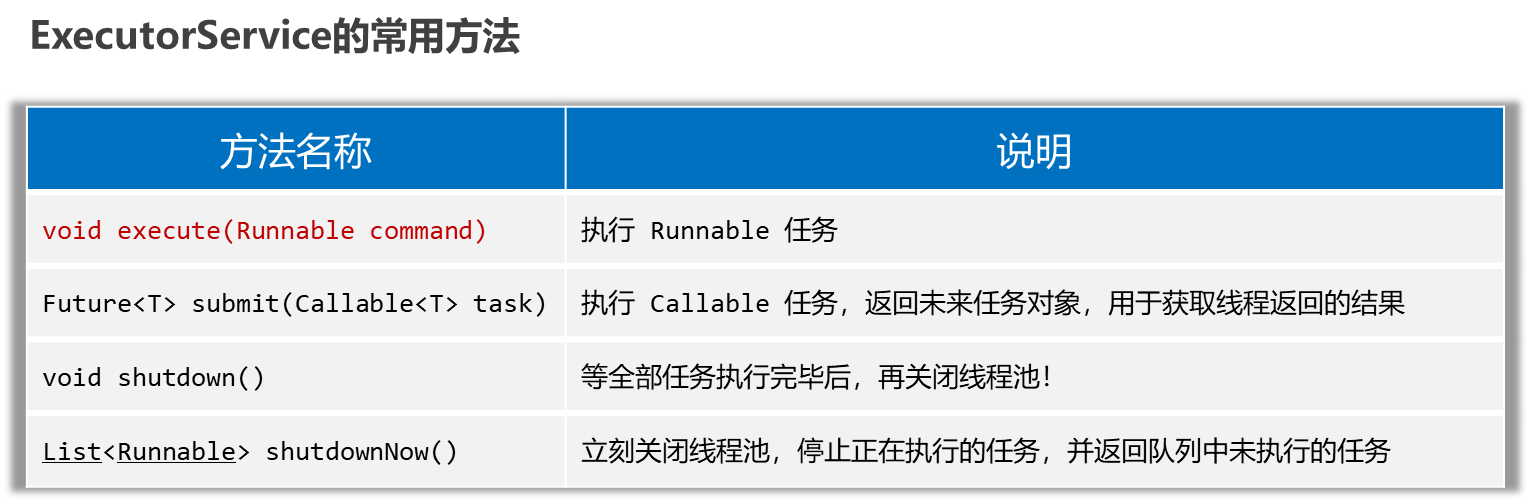 ExecutorService的常用方法
方法名称 说明
void execute(Runnable command) 执行 Runnable 任务
Future<T> submit(Callable<T> task) 执行 Callable 任务，返回未来任务对象，用于获取线程返回的结果
void shutdown() 等全部任务执行完毕后，再关闭线程池！
List<Runnable> shutdownNow() 立刻关闭线程池，停止正在执行的任务，并返回队列中未执行的任务